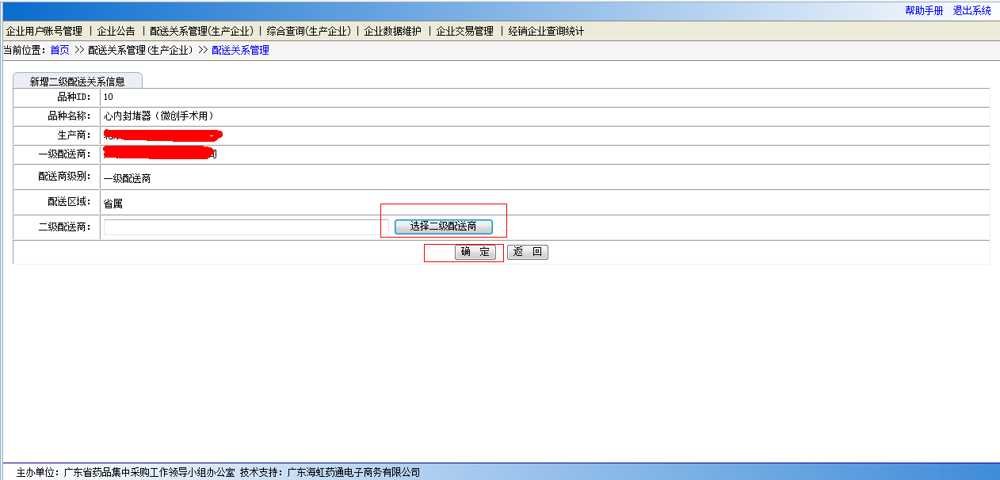 帮助手册 退出系统
企业用户账号管理 | 企业公告 | 配送关系管理(生产企业) | 综合查询(生产企业) | 企业数据维护 | 企业交易管理 | 经销企业查询统计
当前位置: 首页 >> 配送关系管理(生产企业) >> 配送关系管理
新增二级配送关系信息
品种ID: 10
品种名称: 心内封堵器（微创手术用）
生产商:
一级配送商: 司
配送商级别: 一级配送商
配送区域: 省属
二级配送商: 选择二级配送商
确 定 返 回
主办单位: 广东省药品集中采购工作领导小组办公室 技术支持: 广东海虹药通电子商务有限公司